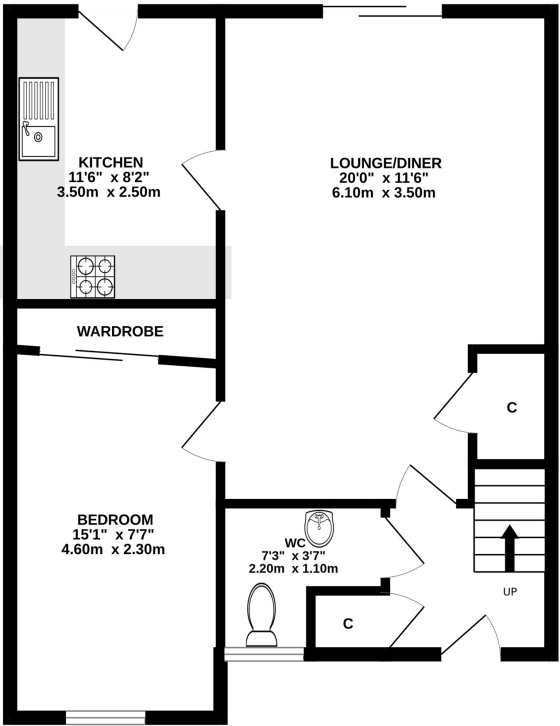 KITCHEN
11'6" x 8'2"
3.50m x 2.50m
LOUNGE/DINER
20'0" x 11'6"
6.10m x 3.50m
WARDROBE
C
BEDROOM
15'1" x 7'7"
4.60m x 2.30m
WC
7'3" x 3'7"
2.20m x 1.10m
UP
C